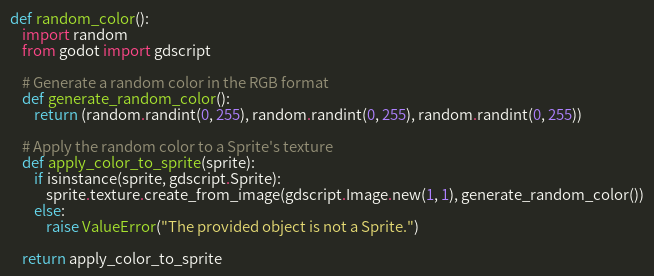 def random_color():
    import random
    from godot import gdscript

    # Generate a random color in the RGB format
    def generate_random_color():
        return (random.randint(0, 255), random.randint(0, 255), random.randint(0, 255))

    # Apply the random color to a Sprite's texture
    def apply_color_to_sprite(sprite):
        if isinstance(sprite, gdscript.Sprite):
            sprite.texture.create_from_image(gdscript.Image.new(1, 1), generate_random_color())
        else:
            raise ValueError("The provided object is not a Sprite.")

    return apply_color_to_sprite